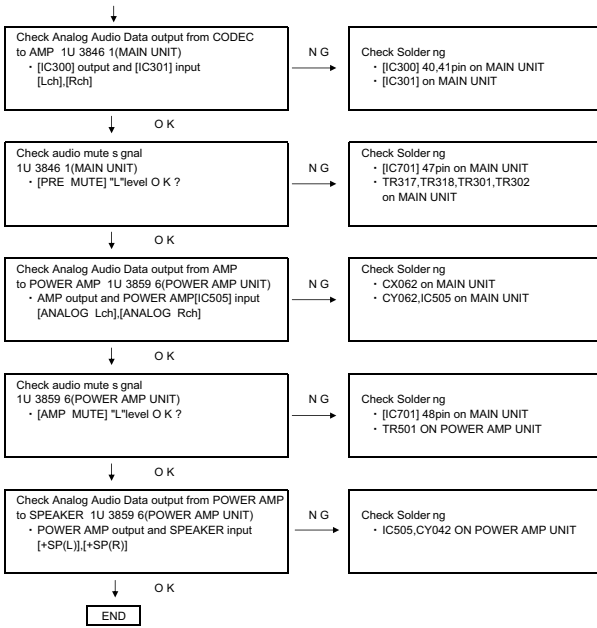 Check Analog Audio Data output from CODEC
to AMP 1U 3846 1(MAIN UNIT)
・[IC300] output and [IC301] input
[Lch],[Rch]
N G
Check Solder ng
・[IC300] 40,41pin on MAIN UNIT
・[IC301] on MAIN UNIT
O K
Check audio mute s gnal
1U 3846 1(MAIN UNIT)
・[PRE MUTE] "L"level O K ?
N G
Check Solder ng
・[IC701] 47pin on MAIN UNIT
・TR317,TR318,TR301,TR302
on MAIN UNIT
O K
Check Analog Audio Data output from AMP
to POWER AMP 1U 3859 6(POWER AMP UNIT)
・AMP output and POWER AMP[IC505] input
[ANALOG Lch],[ANALOG Rch]
N G
Check Solder ng
・CX062 on MAIN UNIT
・CY062,IC505 on MAIN UNIT
O K
Check audio mute s gnal
1U 3859 6(POWER AMP UNIT)
・[AMP MUTE] "L"level O K ?
N G
Check Solder ng
・[IC701] 48pin on MAIN UNIT
・TR501 ON POWER AMP UNIT
O K
Check Analog Audio Data output from POWER AMP
to SPEAKER 1U 3859 6(POWER AMP UNIT)
・POWER AMP output and SPEAKER input
[+SP(L)],[+SP(R)]
N G
Check Solder ng
・IC505,CY042 ON POWER AMP UNIT
O K
END